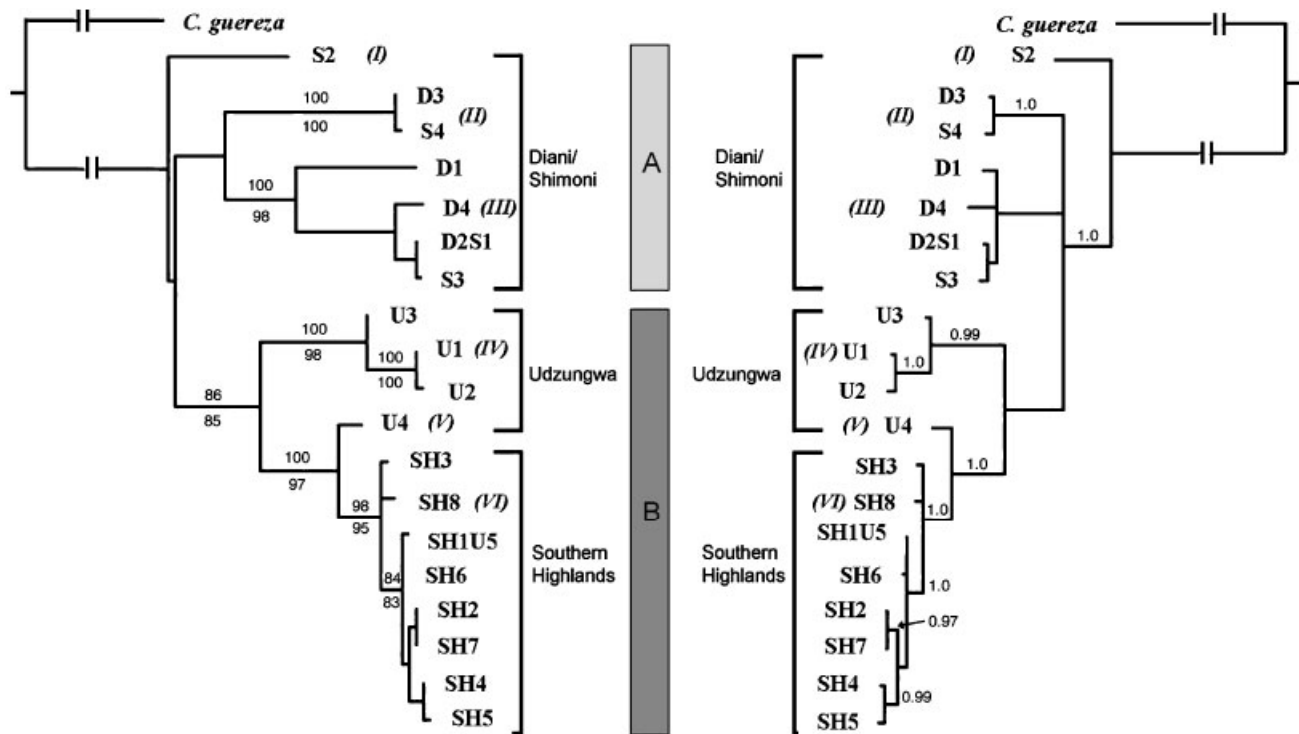 C. guereza
S2 (I)
100
D3
(II)
100
S4
D1
100
98
D4 (III)
D2S1
S3
Diani/
Shimoni
U3
100
98
100
U1 (IV)
100
U2
Udzungwa
86
85
U4 (V)
100
97
SH3
98
SH8 (VI)
95
SH1U5
84
SH6
83
SH2
SH7
SH4
SH5
Southern
Highlands
A
B
C. guereza
(I) S2
D3
1.0
(II)
S4
D1
(III) D4
D2S1
1.0
S3
Diani/
Shimoni
U3
0.99
(IV) U1
1.0
U2
Udzungwa
(V) U4
1.0
SH3
(VI) SH8
1.0
SH1U5
SH6
1.0
SH2
0.97
SH7
SH4
0.99
SH5
Southern
Highlands